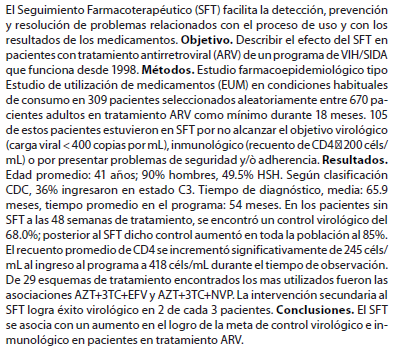 El Seguimiento Farmacoterapéutico (SFT) facilita la detección, prevención
y resolución de problemas relacionados con el proceso de uso y con los
resultados de los medicamentos. Objetivo. Describir el efecto del SFT en
pacientes con tratamiento antirretroviral (ARV) de un programa de VIH/SIDA
que funciona desde 1998. Métodos. Estudio farmacoepidemiológico tipo
Estudio de utilización de medicamentos (EUM) en condiciones habituales
de consumo en 309 pacientes seleccionados aleatoriamente entre 670 pa-
cientes adultos en tratamiento ARV como mínimo durante 18 meses. 105
de estos pacientes estuvieron en SFT por no alcanzar el objetivo virológico
(carga viral < 400 copias por mL), inmunológico (recuento de CD4 200 céls/
mL) o por presentar problemas de seguridad y/ò adherencia. Resultados.
Edad promedio: 41 años; 90% hombres, 49.5% HSH. Según clasificación
CDC, 36% ingresaron en estado C3. Tiempo de diagnóstico, media: 65.9
meses, tiempo promedio en el programa: 54 meses. En los pacientes sin
SFT a las 48 semanas de tratamiento, se encontró un control virológico del
68.0%; posterior al SFT dicho control aumentó en toda la población al 85%.
El recuento promedio de CD4 se incrementó significativamente de 245 céls/
mL al ingreso al programa a 418 céls/mL durante el tiempo de observación.
De 29 esquemas de tratamiento encontrados los mas utilizados fueron las
asociaciones AZT+3TC+EFV y AZT+3TC+NVP. La intervención secundaria al
SFT logra éxito virológico en 2 de cada 3 pacientes. Conclusiones. El SFT
se asocia con un aumento en el logro de la meta de control virológico e in-
munológico en pacientes en tratamiento ARV.